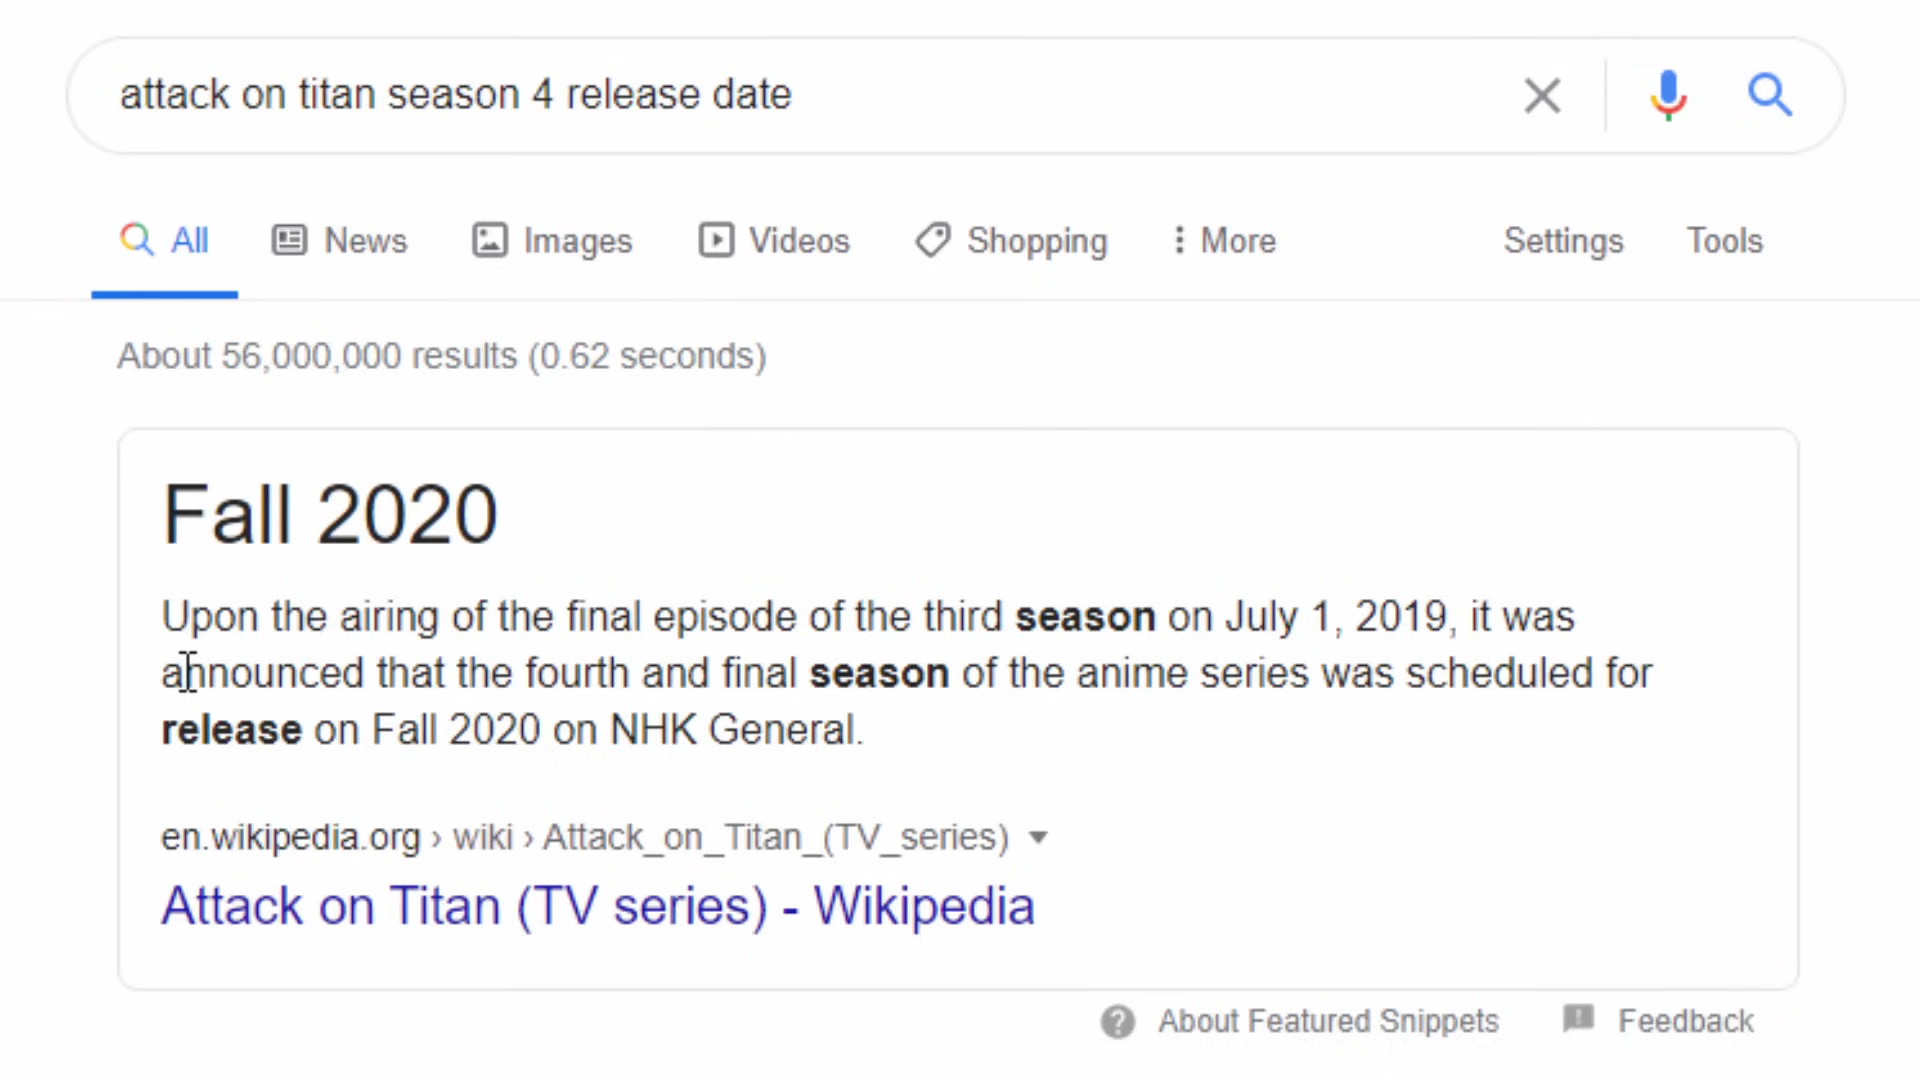 attack on titan season 4 release date
All News Images Videos Shopping More Settings Tools
About 56,000,000 results (0.62 seconds)
Fall 2020
Upon the airing of the final episode of the third season on July 1, 2019, it was
announced that the fourth and final season of the anime series was scheduled for
release on Fall 2020 on NHK General.
en.wikipedia.org › wiki › Attack_on_Titan_(TV_series)
Attack on Titan (TV series) - Wikipedia
About Featured Snippets Feedback